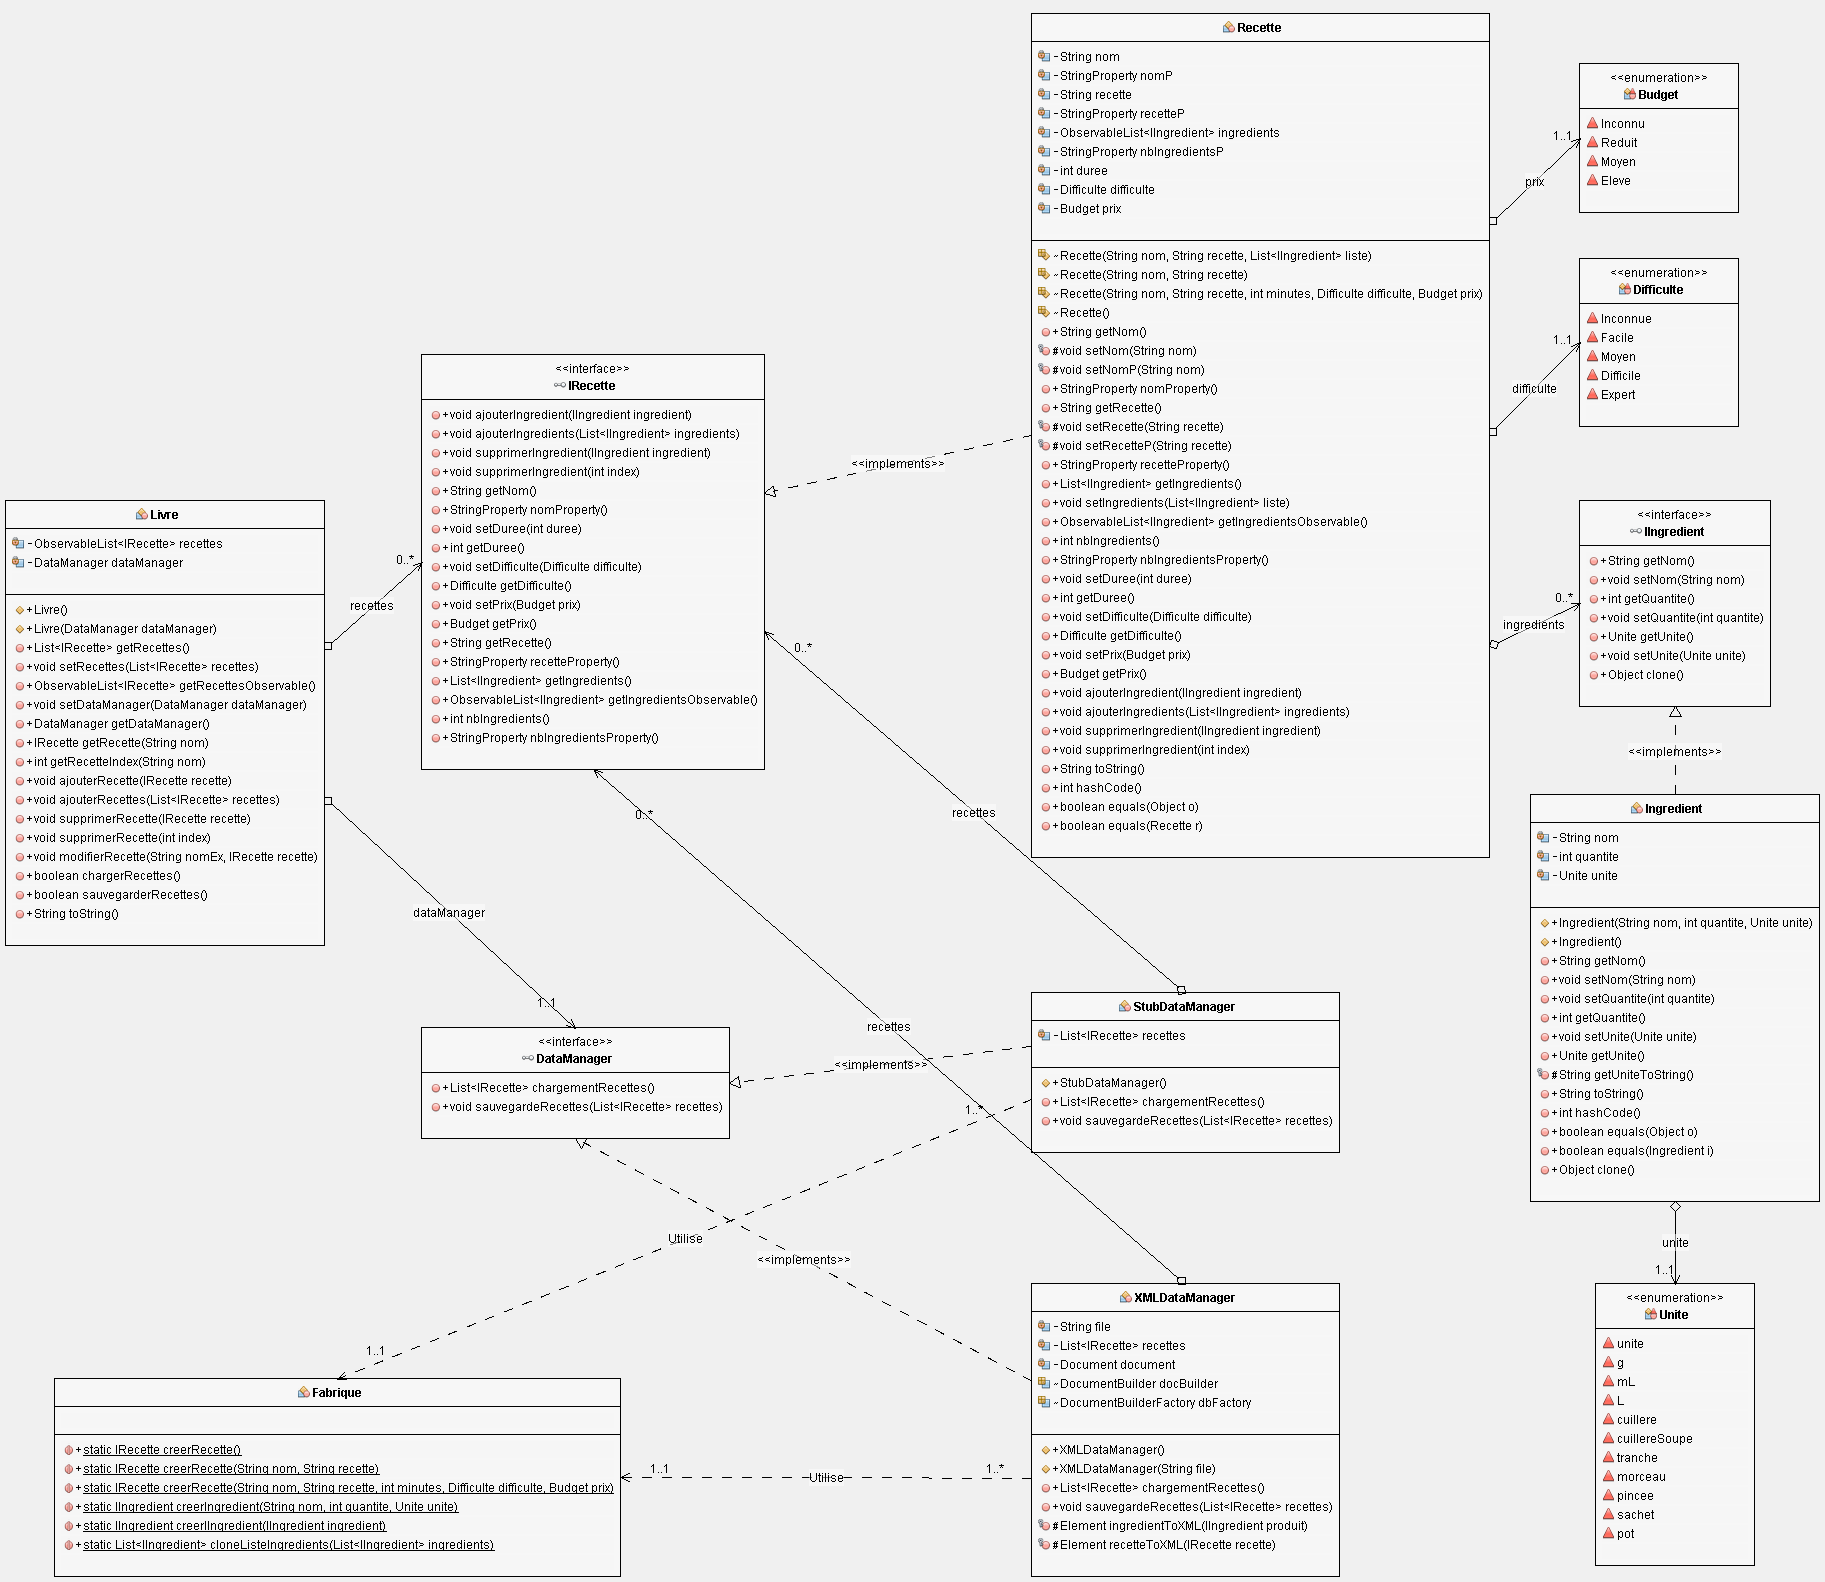 Recette
- String nom
- StringProperty nomP
- String recette
- StringProperty recetteP
- ObservableList<IIngredient> ingredients
- StringProperty nbIngredientsP
- int duree
- Difficulte difficulte
- Budget prix
~ Recette(String nom, String recette, List<IIngredient> liste)
~ Recette(String nom, String recette)
~ Recette(String nom, String recette, int minutes, Difficulte difficulte, Budget prix)
~ Recette()
+ String getNom()
# void setNom(String nom)
# void setNomP(String nom)
+ StringProperty nomProperty()
+ String getRecette()
# void setRecette(String recette)
# void setRecetteP(String recette)
+ StringProperty recetteProperty()
+ List<IIngredient> getIngredients()
+ void setIngredients(List<IIngredient> liste)
+ ObservableList<IIngredient> getIngredientsObservable()
+ int nbIngredients()
+ StringProperty nbIngredientsProperty()
+ void setDuree(int duree)
+ int getDuree()
+ void setDifficulte(Difficulte difficulte)
+ Difficulte getDifficulte()
+ void setPrix(Budget prix)
+ Budget getPrix()
+ void ajouterIngredient(IIngredient ingredient)
+ void ajouterIngredients(List<IIngredient> ingredients)
+ void supprimerIngredient(IIngredient ingredient)
+ void supprimerIngredient(int index)
+ String toString()
+ int hashCode()
+ boolean equals(Object o)
+ boolean equals(Recette r)
<<enumeration>>
Budget
Inconnu
Reduit
Moyen
Eleve
1..1
prix
<<enumeration>>
Difficulte
Inconnue
Facile
Moyen
Difficile
Expert
1..1
difficulte
<<interface>>
IRecette
+ void ajouterIngredient(IIngredient ingredient)
+ void ajouterIngredients(List<IIngredient> ingredients)
+ void supprimerIngredient(IIngredient ingredient)
+ void supprimerIngredient(int index)
+ String getNom()
+ StringProperty nomProperty()
+ void setDuree(int duree)
+ int getDuree()
+ void setDifficulte(Difficulte difficulte)
+ Difficulte getDifficulte()
+ void setPrix(Budget prix)
+ Budget getPrix()
+ String getRecette()
+ StringProperty recetteProperty()
+ List<IIngredient> getIngredients()
+ ObservableList<IIngredient> getIngredientsObservable()
+ int nbIngredients()
+ StringProperty nbIngredientsProperty()
<<implements>>
Livre
- ObservableList<IRecette> recettes
- DataManager dataManager
+ Livre()
+ Livre(DataManager dataManager)
+ List<IRecette> getRecettes()
+ void setRecettes(List<IRecette> recettes)
+ ObservableList<IRecette> getRecettesObservable()
+ void setDataManager(DataManager dataManager)
+ DataManager getDataManager()
+ IRecette getRecette(String nom)
+ int getRecetteIndex(String nom)
+ void ajouterRecette(IRecette recette)
+ void ajouterRecettes(List<IRecette> recettes)
+ void supprimerRecette(IRecette recette)
+ void supprimerRecette(int index)
+ void modifierRecette(String nomEx, IRecette recette)
+ boolean chargerRecettes()
+ boolean sauvegarderRecettes()
+ String toString()
0..*
recettes
<<interface>>
IIngredient
+ String getNom()
+ void setNom(String nom)
+ int getQuantite()
+ void setQuantite(int quantite)
+ Unite getUnite()
+ void setUnite(Unite unite)
+ Object clone()
0..*
ingredients
<<implements>>
Ingredient
- String nom
- int quantite
- Unite unite
+ Ingredient(String nom, int quantite, Unite unite)
+ Ingredient()
+ String getNom()
+ void setNom(String nom)
+ void setQuantite(int quantite)
+ int getQuantite()
+ void setUnite(Unite unite)
+ Unite getUnite()
# String getUniteToString()
+ String toString()
+ int hashCode()
+ boolean equals(Object o)
+ boolean equals(Ingredient i)
+ Object clone()
unite
1..1
<<enumeration>>
Unite
unite
g
mL
L
cuillere
cuillereSoupe
tranche
morceau
pincee
sachet
pot
0..*
recettes
0..*
recettes
dataManager
1..1
<<interface>>
DataManager
+ List<IRecette> chargementRecettes()
+ void sauvegardeRecettes(List<IRecette> recettes)
<<implements>>
StubDataManager
- List<IRecette> recettes
+ StubDataManager()
+ List<IRecette> chargementRecettes()
+ void sauvegardeRecettes(List<IRecette> recettes)
1..*
Utilise
1..1
<<implements>>
XMLDataManager
- String file
- List<IRecette> recettes
- Document document
~ DocumentBuilder docBuilder
~ DocumentBuilderFactory dbFactory
+ XMLDataManager()
+ XMLDataManager(String file)
+ List<IRecette> chargementRecettes()
+ void sauvegardeRecettes(List<IRecette> recettes)
# Element ingredientToXML(IIngredient produit)
# Element recetteToXML(IRecette recette)
Fabrique
+ static IRecette creerRecette()
+ static IRecette creerRecette(String nom, String recette)
+ static IRecette creerRecette(String nom, String recette, int minutes, Difficulte difficulte, Budget prix)
+ static IIngredient creerIngredient(String nom, int quantite, Unite unite)
+ static IIngredient creerIIngredient(IIngredient ingredient)
+ static List<IIngredient> cloneListeIngredients(List<IIngredient> ingredients)
1..1
Utilise
1..*